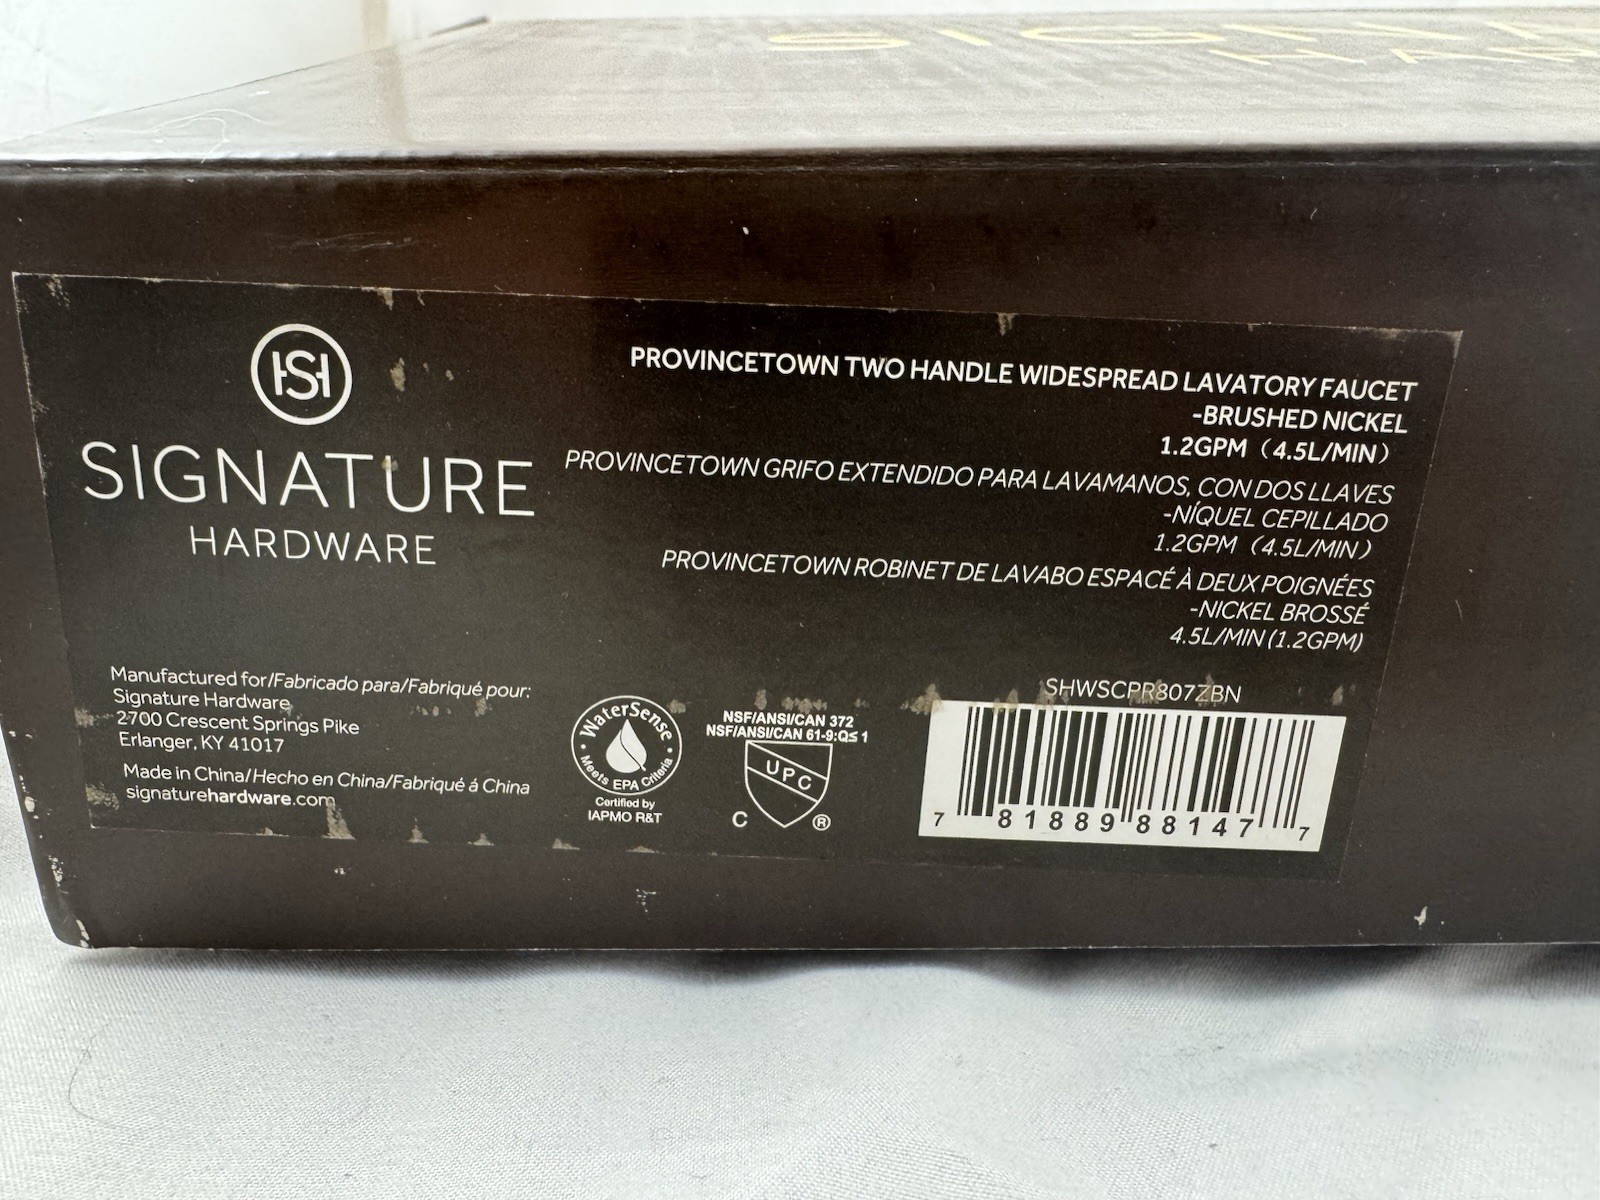 SIGN
HA
SH
SIGNATURE
HARDWARE
PROVINCETOWN TWO HANDLE WIDESPREAD LAVATORY FAUCET
-BRUSHED NICKEL
1.2GPM (4.5L/MIN)
PROVINCETOWN GRIFO EXTENDIDO PARA LAVAMANOS, CON DOS LLAVES
-NÍQUEL CEPILLADO
1.2GPM (4.5L/MIN)
PROVINCETOWN ROBINET DE LAVABO ESPACÉ À DEUX POIGNÉES
-NICKEL BROSSÉ
4.5L/MIN (1.2GPM)
Manufactured for/Fabricado para/Fabriqué pour:
Signature Hardware
2700 Crescent Springs Pike
Erlanger, KY 41017
Made in China/Hecho en China/Fabriqué á China
signaturehardware.com
WaterSense
Meets EPA Criteria
Certified by
IAPMO R&T
NSF/ANSI/CAN 372
NSF/ANSI/CAN 61-9:Q≤1
UPC
C ®
SHWSCPR807ZBN
7 81889 88147 7